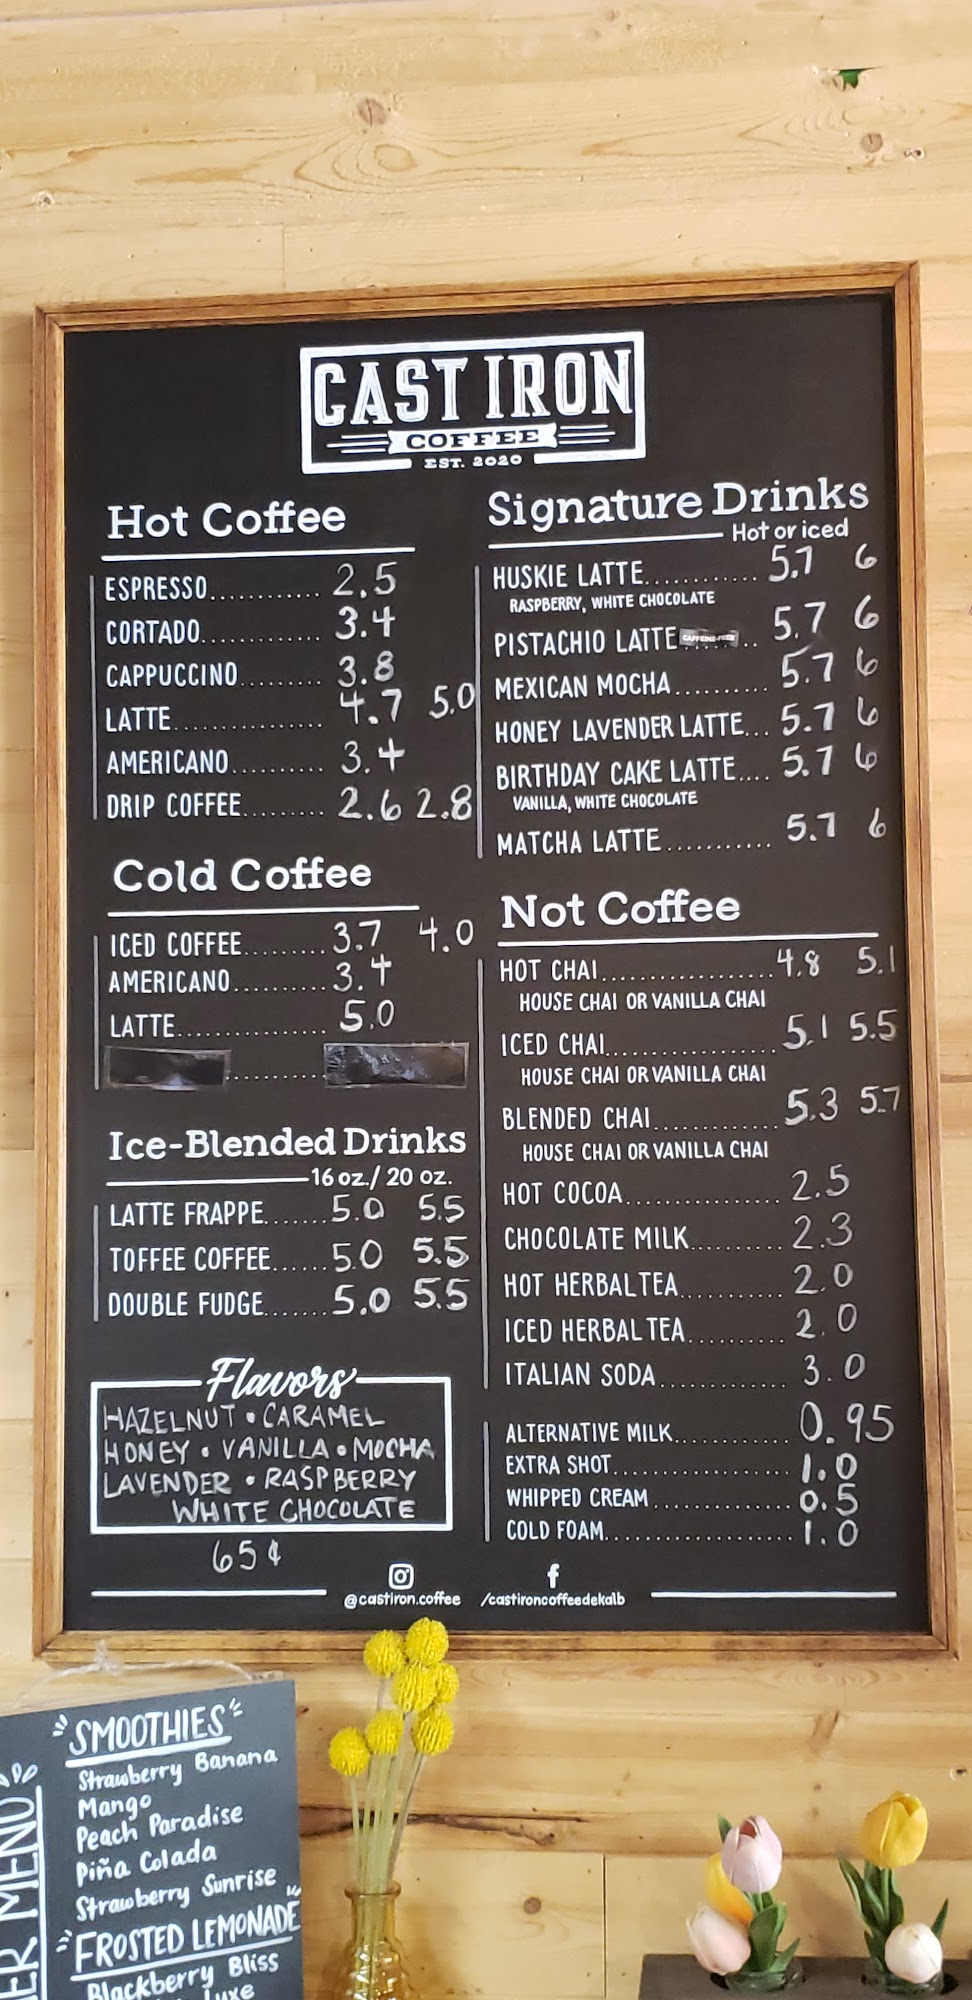 CAST IRON
COFFEE
EST. 2020
Hot Coffee
ESPRESSO............ 2.5
CORTADO............. 3.4
CAPPUCCINO......... 3.8
LATTE................ 4.7 5.0
AMERICANO.......... 3.4
DRIP COFFEE......... 2.6 2.8
Cold Coffee
ICED COFFEE........ 3.7 4.0
AMERICANO.......... 3.4
LATTE................ 5.0
Ice-Blended Drinks
16 oz./ 20 oz.
LATTE FRAPPE....... 5.0 5.5
TOFFEE COFFEE...... 5.0 5.5
DOUBLE FUDGE....... 5.0 5.5
Flavors
HAZELNUT • CARAMEL
HONEY • VANILLA • MOCHA
LAVENDER • RASPBERRY
WHITE CHOCOLATE
65¢
Signature Drinks
Hot or iced
HUSKIE LATTE............ 5.7 6
RASPBERRY, WHITE CHOCOLATE
PISTACHIO LATTE CAFFEINE-FREE .. 5.7 6
MEXICAN MOCHA.......... 5.7 6
HONEY LAVENDER LATTE... 5.7 6
BIRTHDAY CAKE LATTE.... 5.7 6
VANILLA, WHITE CHOCOLATE
MATCHA LATTE........... 5.7 6
Not Coffee
HOT CHAI.................. 4.8 5.1
HOUSE CHAI OR VANILLA CHAI
ICED CHAI................. 5.1 5.5
HOUSE CHAI OR VANILLA CHAI
BLENDED CHAI............. 5.3 5.7
HOUSE CHAI OR VANILLA CHAI
HOT COCOA................ 2.5
CHOCOLATE MILK.......... 2.3
HOT HERBAL TEA........... 2.0
ICED HERBAL TEA.......... 2.0
ITALIAN SODA............. 3.0
ALTERNATIVE MILK............ 0.95
EXTRA SHOT.................... 1.0
WHIPPED CREAM................ 0.5
COLD FOAM..................... 1.0
@castiron.coffee
/castironcoffeedekalb
"SMOOTHIES"
Strawberry Banana
Mango
Peach Paradise
Piña Colada
Strawberry Sunrise
"FROSTED LEMONADE"
Blackberry Bliss
MENU